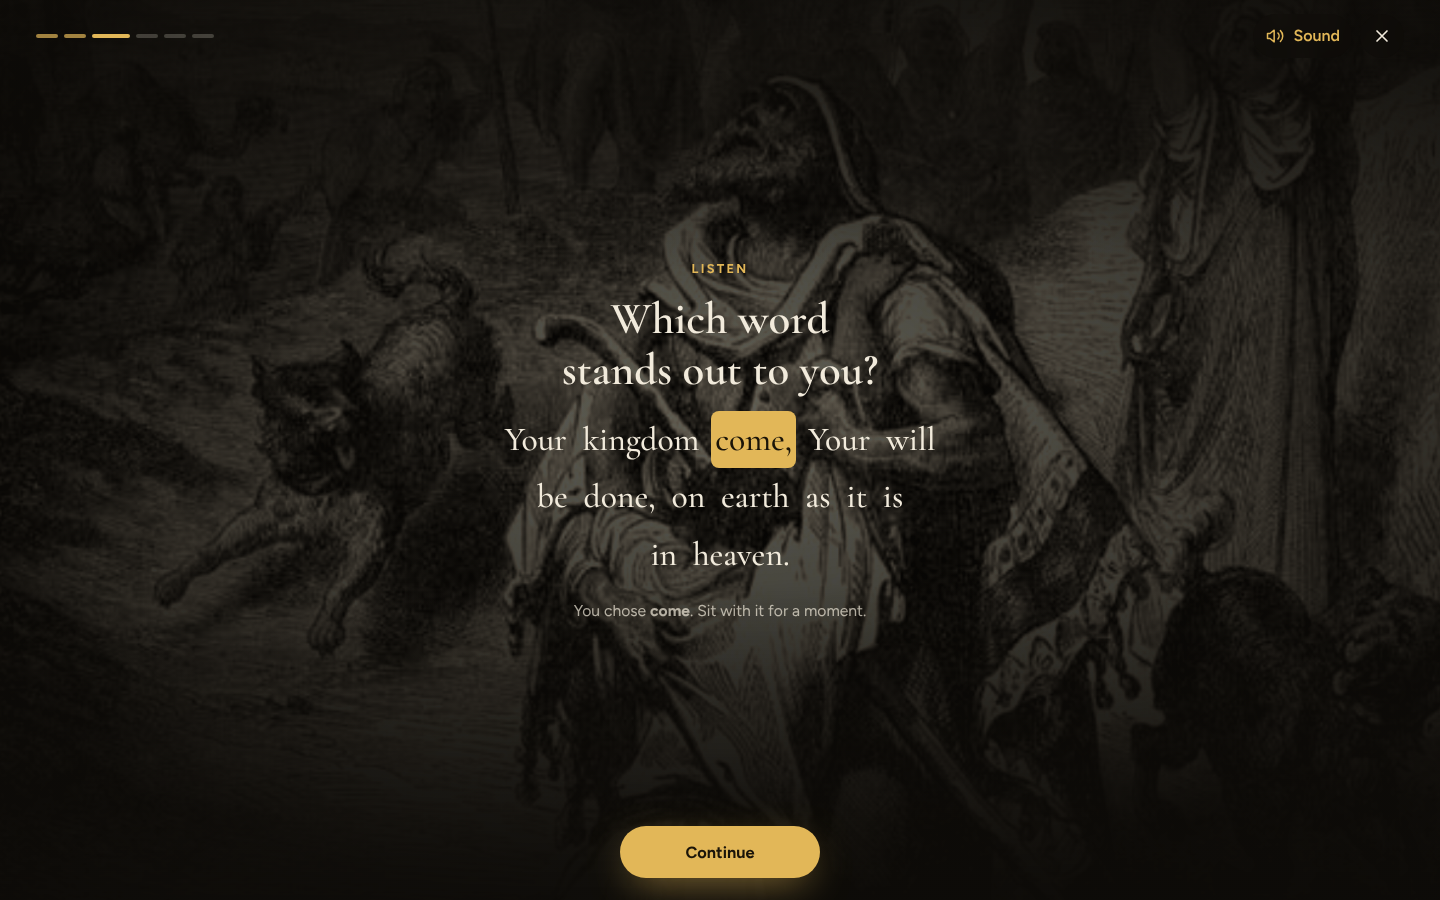 Sound
LISTEN
Which word
stands out to you?
Your kingdom come, Your will
be done, on earth as it is
in heaven.
You chose come. Sit with it for a moment.
Continue